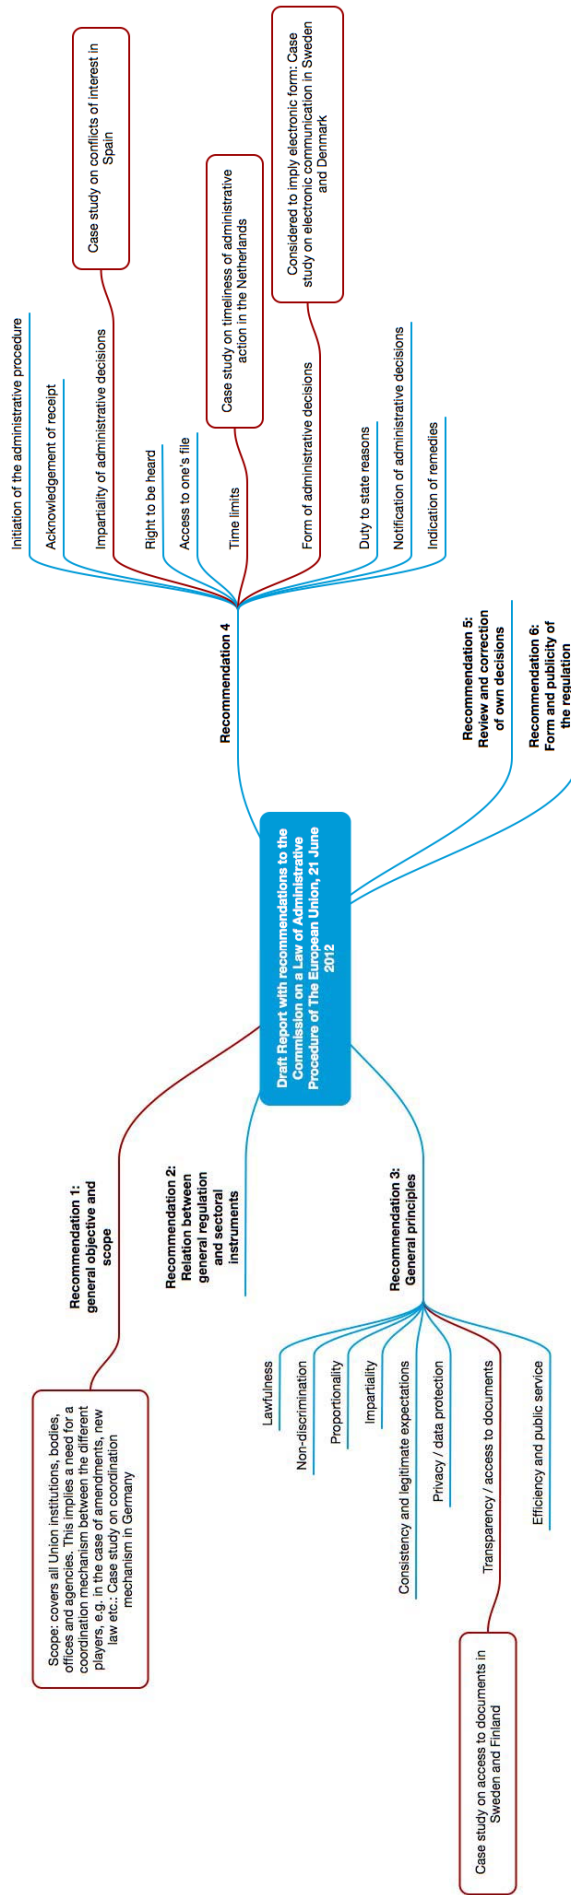 Draft Report with recommendations to the
Commission on a Law of Administrative
Procedure of The European Union, 21 June
2012
Recommendation 1:
general objective and
scope
Scope: covers all Union institutions, bodies,
offices and agencies. This implies a need for a
coordination mechanism between the different
players, e.g. in the case of amendments, new
law etc.: Case study on coordination
mechanism in Germany
Recommendation 2:
Relation between
general regulation
and sectoral
instruments
Recommendation 3:
General principles
Lawfulness
Non-discrimination
Proportionality
Impartiality
Consistency and legitimate expectations
Privacy / data protection
Transparency / access to documents
Case study on access to documents in
Sweden and Finland
Efficiency and public service
Recommendation 4
Initiation of the administrative procedure
Acknowledgement of receipt
Impartiality of administrative decisions
Case study on conflicts of interest in
Spain
Right to be heard
Access to one's file
Time limits
Case study on timeliness of administrative
action in the Netherlands
Form of administrative decisions
Considered to imply electronic form: Case
study on electronic communication in Sweden
and Denmark
Duty to state reasons
Notification of administrative decisions
Indication of remedies
Recommendation 5:
Review and correction
of own decisions
Recommendation 6:
Form and publicity of
the regulation